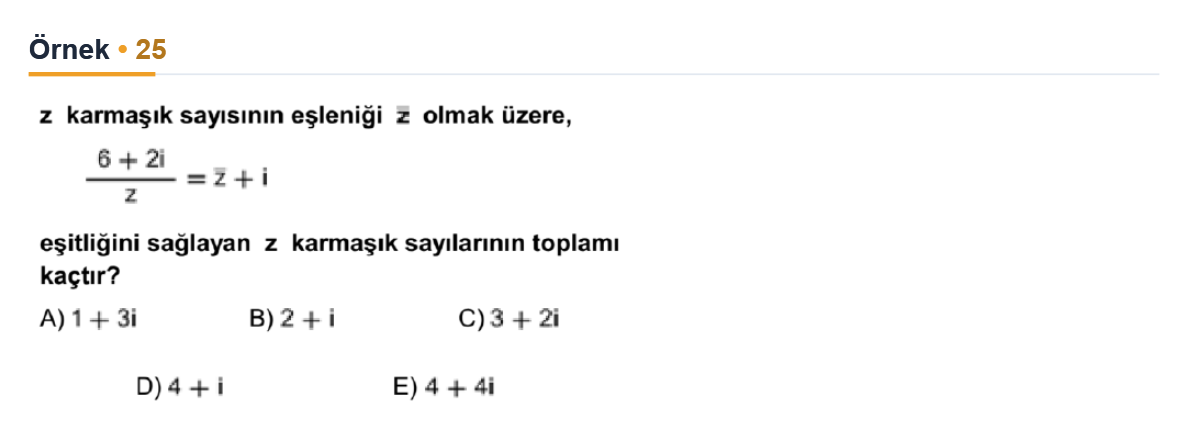 Örnek • 25
z karmaşık sayısının eşleniği z̄ olmak üzere,
6 + 2i
── = z̄ + i
z
eşitliğini sağlayan z karmaşık sayılarının toplamı
kaçtır?
A) 1 + 3i B) 2 + i C) 3 + 2i
D) 4 + i E) 4 + 4i